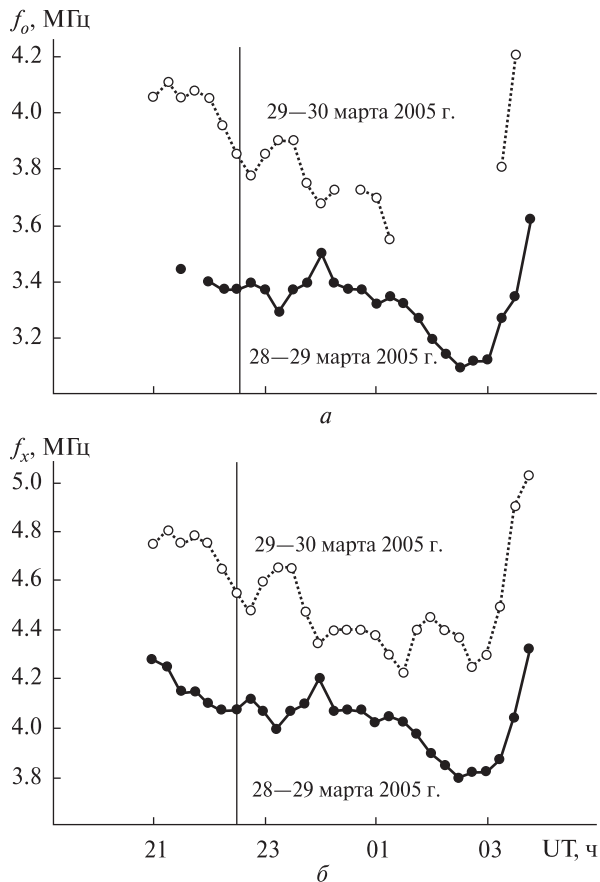 fₒ, МГц
4.2
29—30 марта 2005 г.
4.0
3.8
3.6
3.4
3.2
28—29 марта 2005 г.
а
fₓ, МГц
5.0
4.8
29—30 марта 2005 г.
4.6
4.4
4.2
4.0
3.8
28—29 марта 2005 г.
21 23 01 03 UT, ч
б